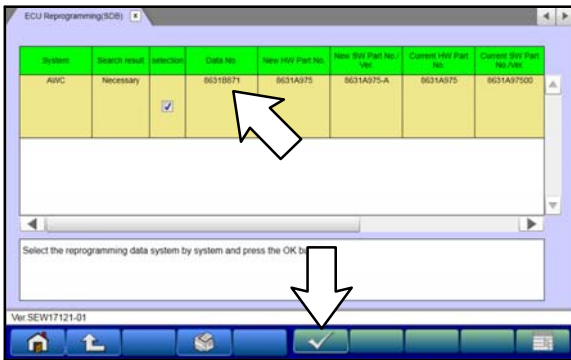 ECU Reprogramming(SDB) x
System Search result selection Data No. New HW Part No. New SW Part No./Ver. Current HW Part No. Current SW Part No./Ver.
AWC Necessary 8631B871 8631A975 8631A975-A 8631A975 8631A97500
Select the reprogramming data system by system and press the OK
Ver.SEW17121-01